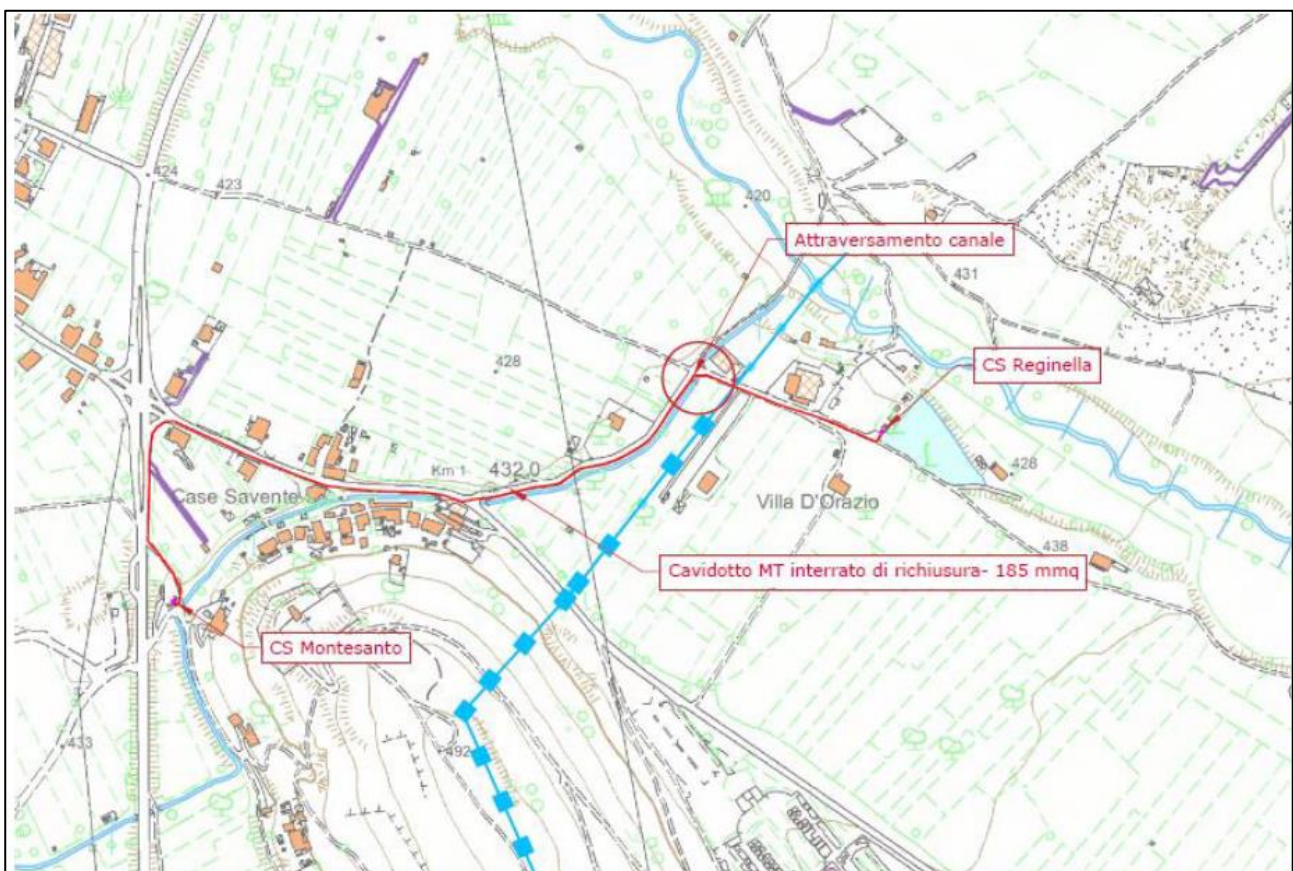 424
423
420
Attraversamento canale
431
CS Reginella
428
Km 1
432.0
428
Case Savente
Villa D'Orazio
438
Cavidotto MT interrato di richiusura- 185 mmq
CS Montesanto
433
492